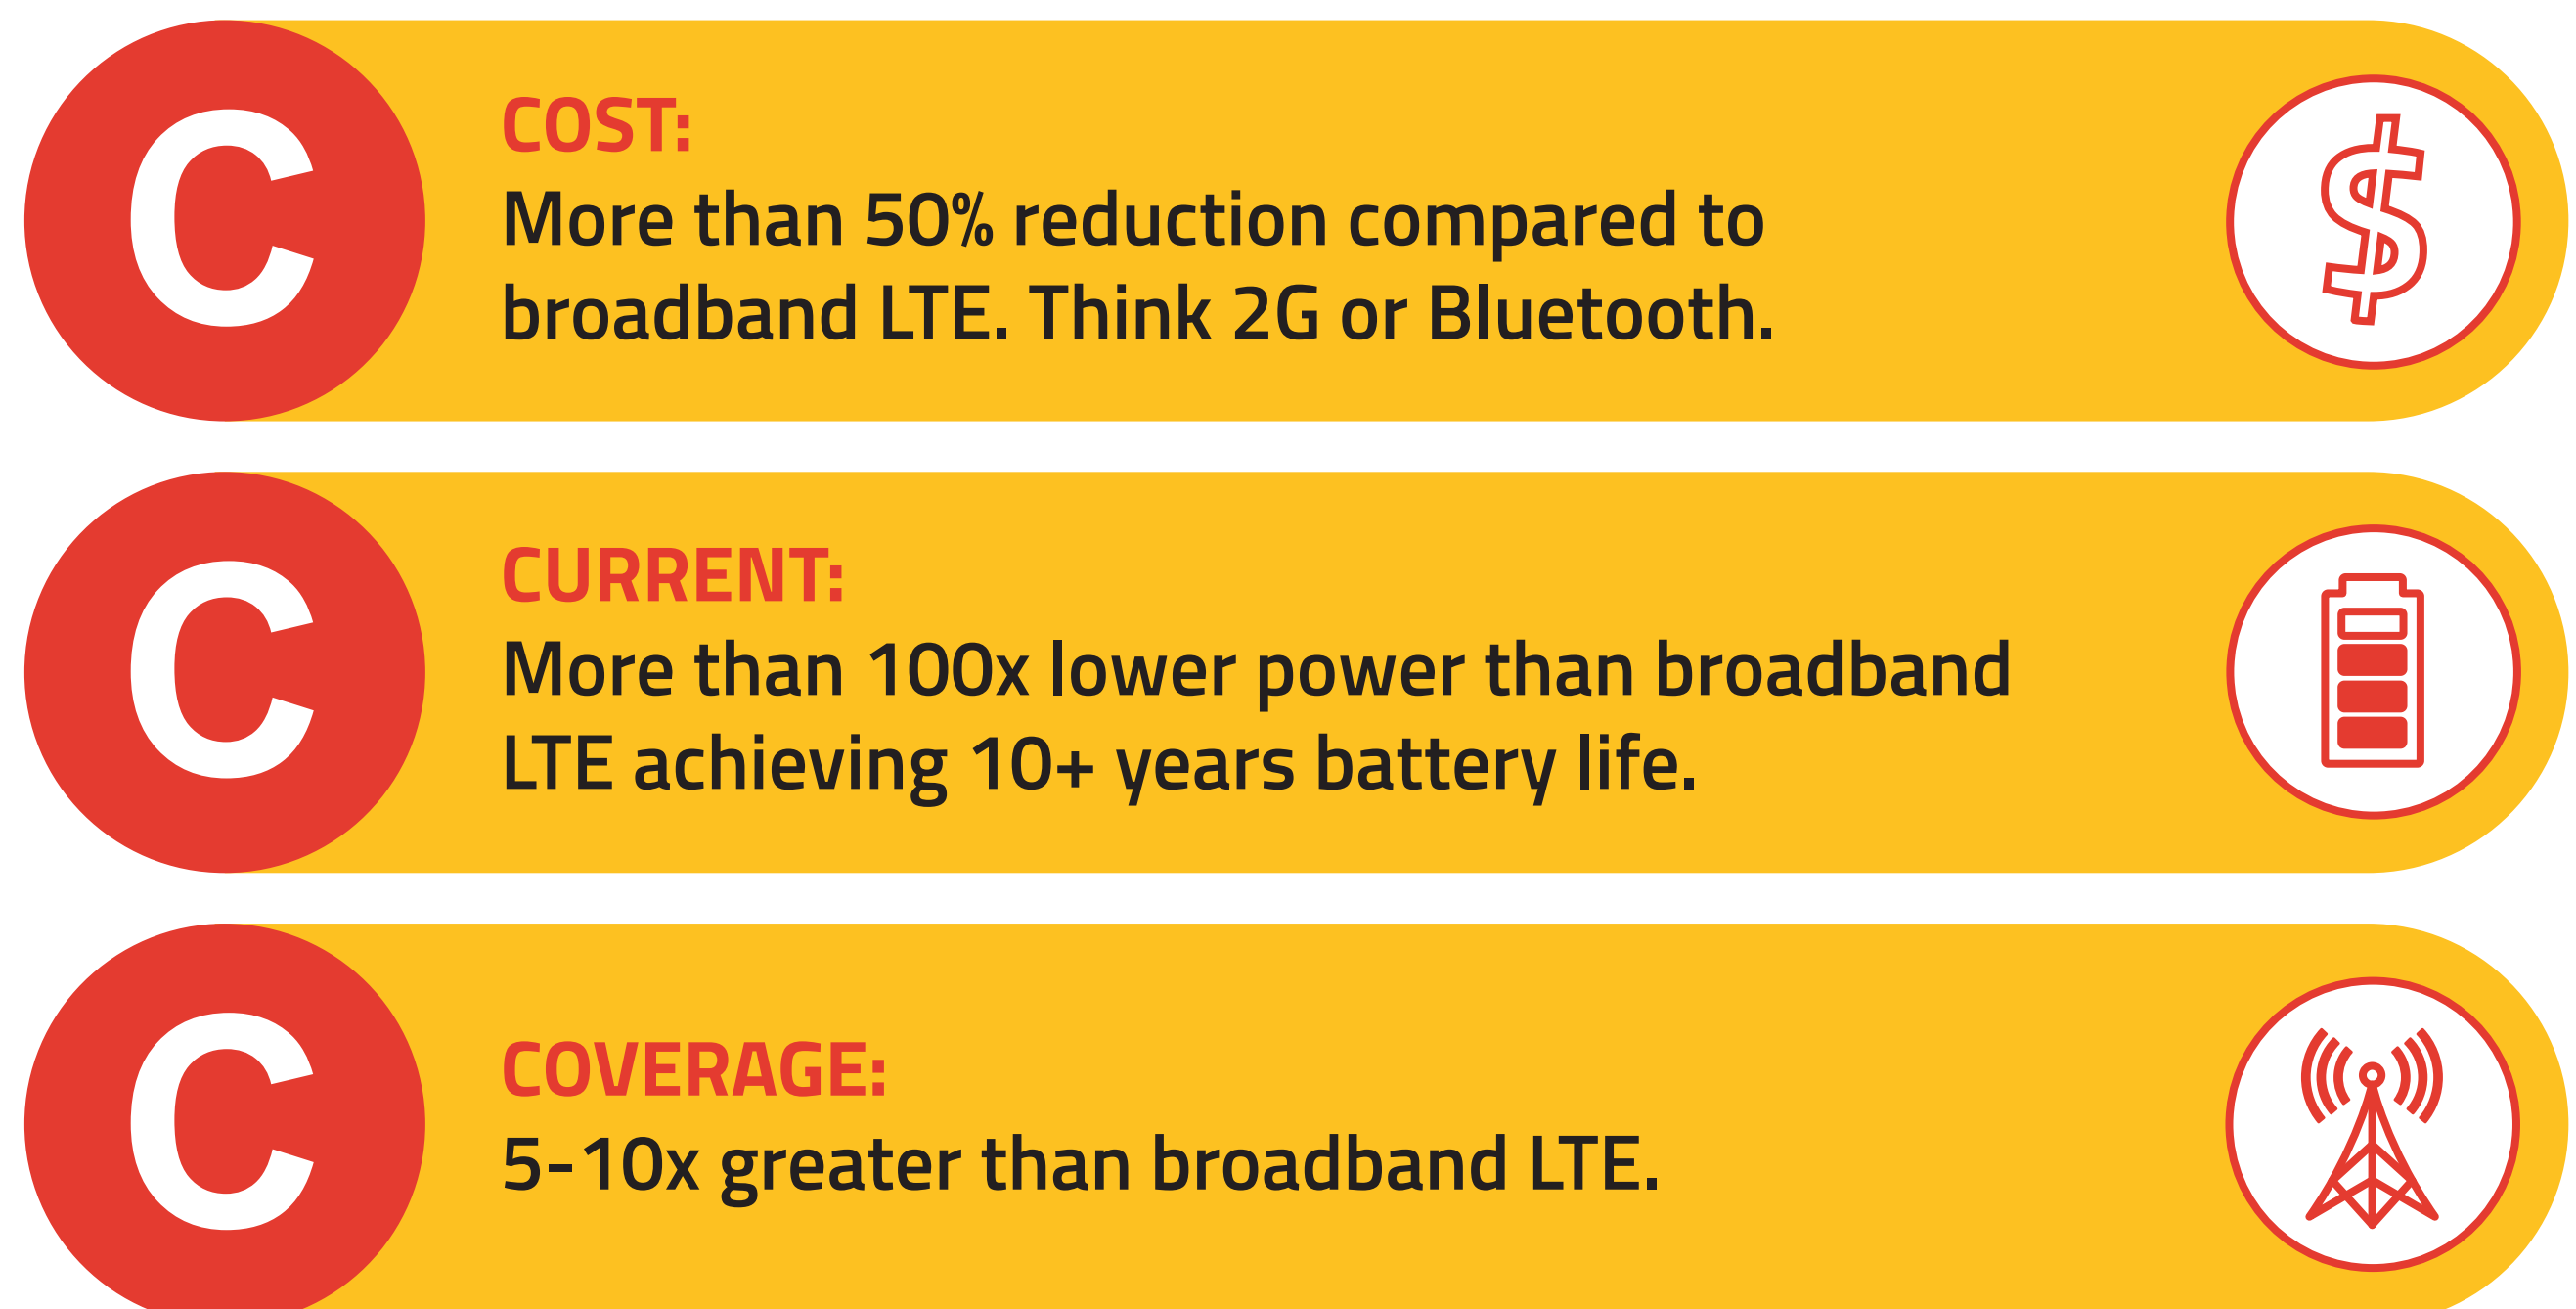 C
COST:
More than 50% reduction compared to
broadband LTE. Think 2G or Bluetooth.
$
C
CURRENT:
More than 100x lower power than broadband
LTE achieving 10+ years battery life.
C
COVERAGE:
5-10x greater than broadband LTE.